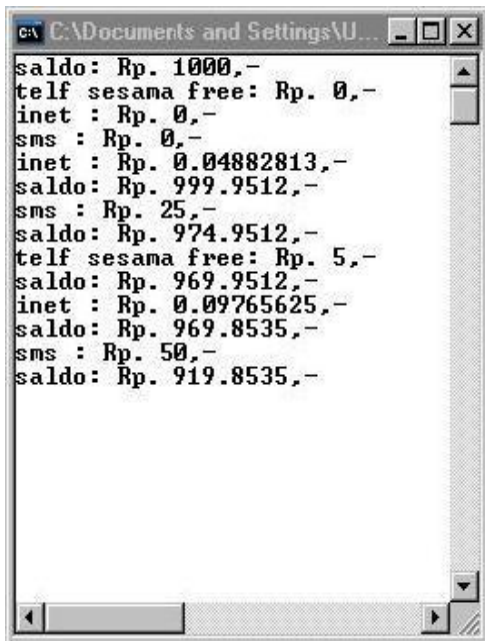 C:\Documents and Settings\U...
saldo: Rp. 1000,-
telf sesama free: Rp. 0,-
inet : Rp. 0,-
sms : Rp. 0,-
inet : Rp. 0.04882813,-
saldo: Rp. 999.9512,-
sms : Rp. 25,-
saldo: Rp. 974.9512,-
telf sesama free: Rp. 5,-
saldo: Rp. 969.9512,-
inet : Rp. 0.09765625,-
saldo: Rp. 969.8535,-
sms : Rp. 50,-
saldo: Rp. 919.8535,-